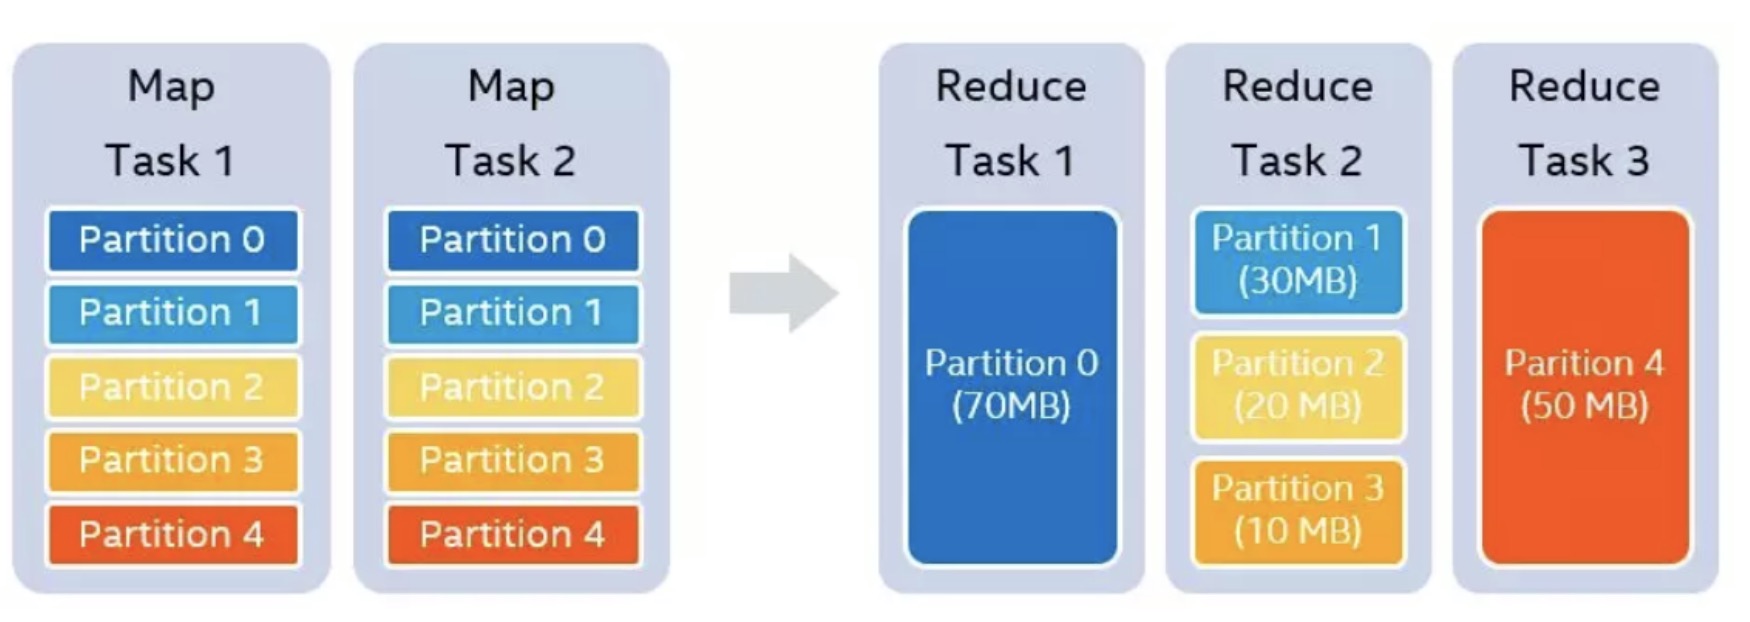 Map
Task 1
Partition 0
Partition 1
Partition 2
Partition 3
Partition 4
Map
Task 2
Partition 0
Partition 1
Partition 2
Partition 3
Partition 4
Reduce
Task 1
Partition 0
(70MB)
Reduce
Task 2
Partition 1
(30MB)
Partition 2
(20 MB)
Partition 3
(10 MB)
Reduce
Task 3
Parition 4
(50 MB)